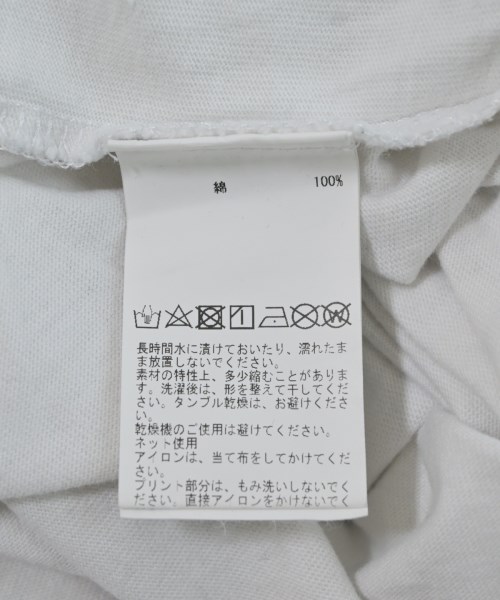 綿 100%
W
長時間水に漬けておいたり、濡れたま
ま放置しないでください。
素材の特性上、多少縮むことがありま
す。洗濯後は、形を整えて干してくだ
さい。タンブル乾燥は、お避けくださ
い。
乾燥機のご使用は避けてください。
ネット使用
アイロンは、当て布をしてかけてくだ
さい。
プリント部分は、もみ洗いしないでく
ださい。直接アイロンをかけないでく